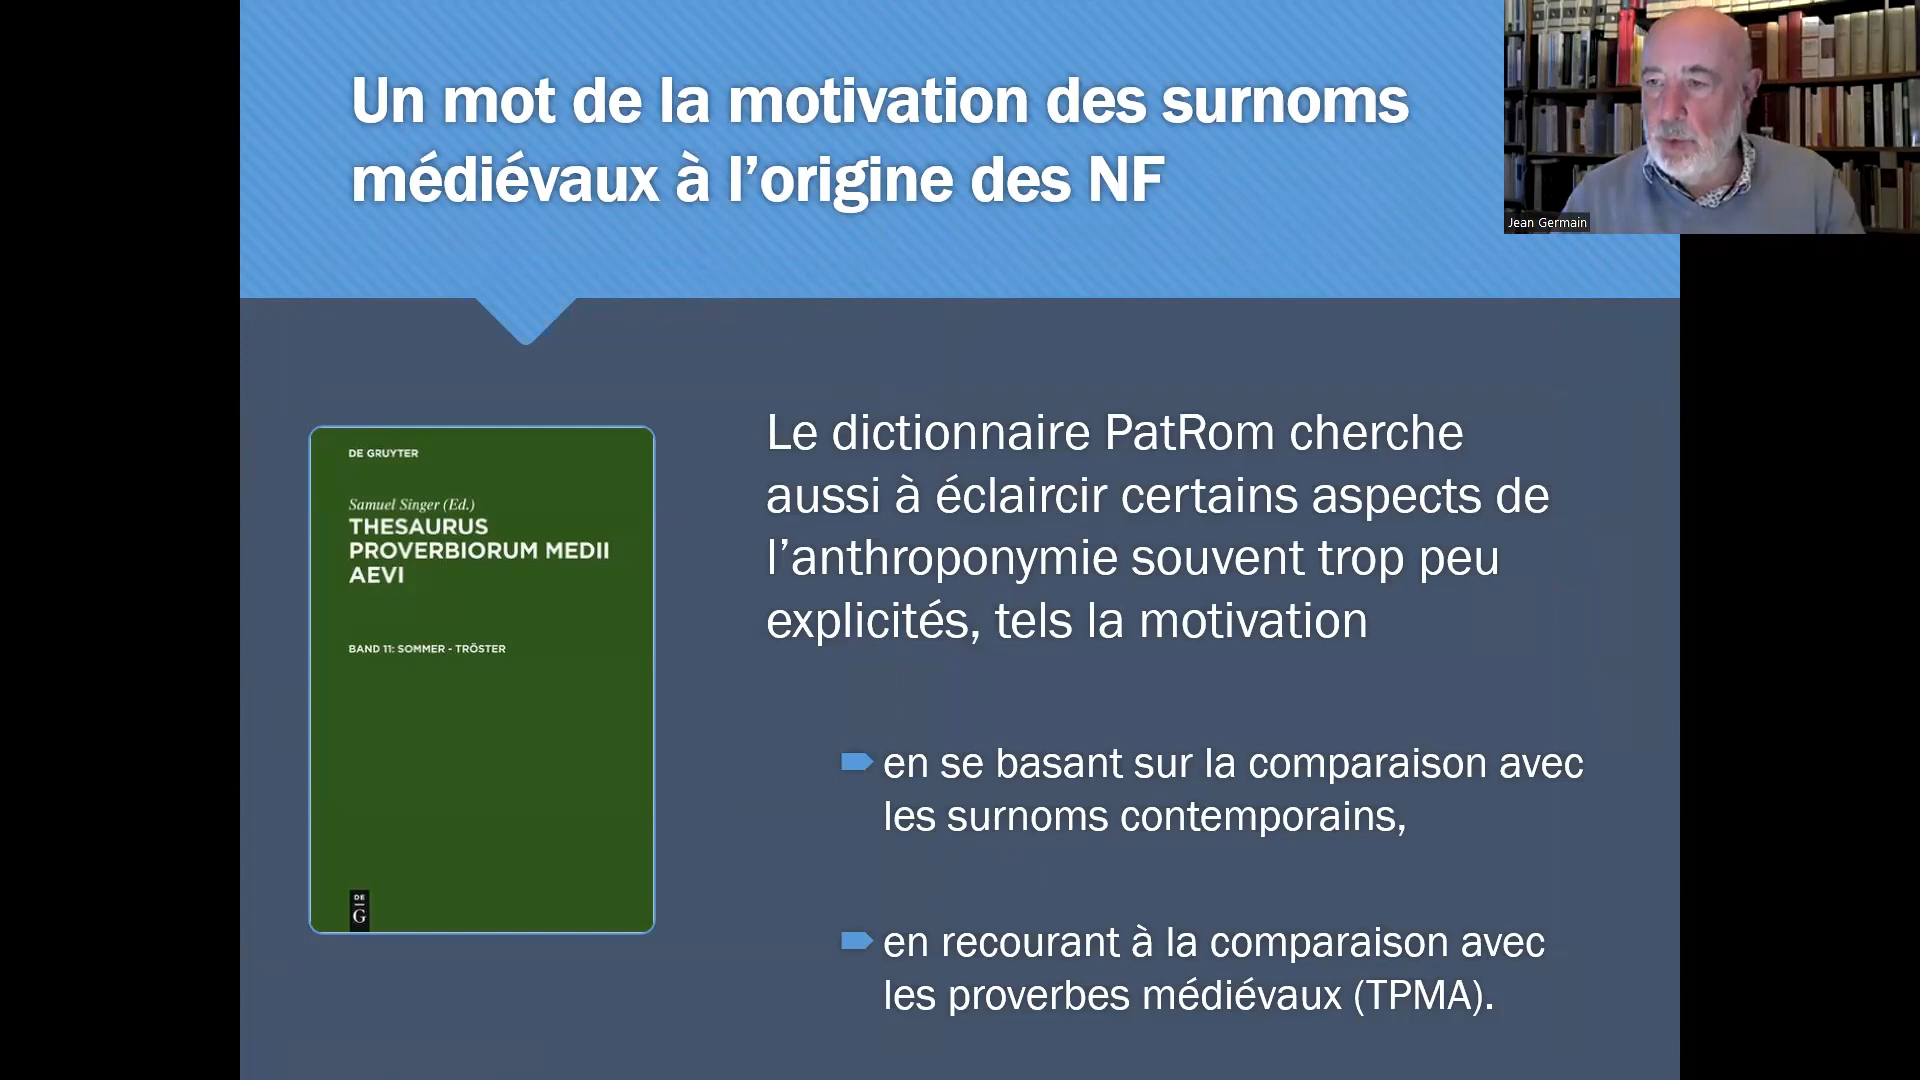 Un mot de la motivation des surnoms
médiévaux à l’origine des NF
Jean Germain
DE GRUYTER
Samuel Singer (Ed.)
THESAURUS
PROVERBIORUM MEDII
AEVI
BAND 11: SOMMER - TRÖSTER
DE
G
Le dictionnaire PatRom cherche
aussi à éclaircir certains aspects de
l’anthroponymie souvent trop peu
explicités, tels la motivation
en se basant sur la comparaison avec
les surnoms contemporains,
en recourant à la comparaison avec
les proverbes médiévaux (TPMA).